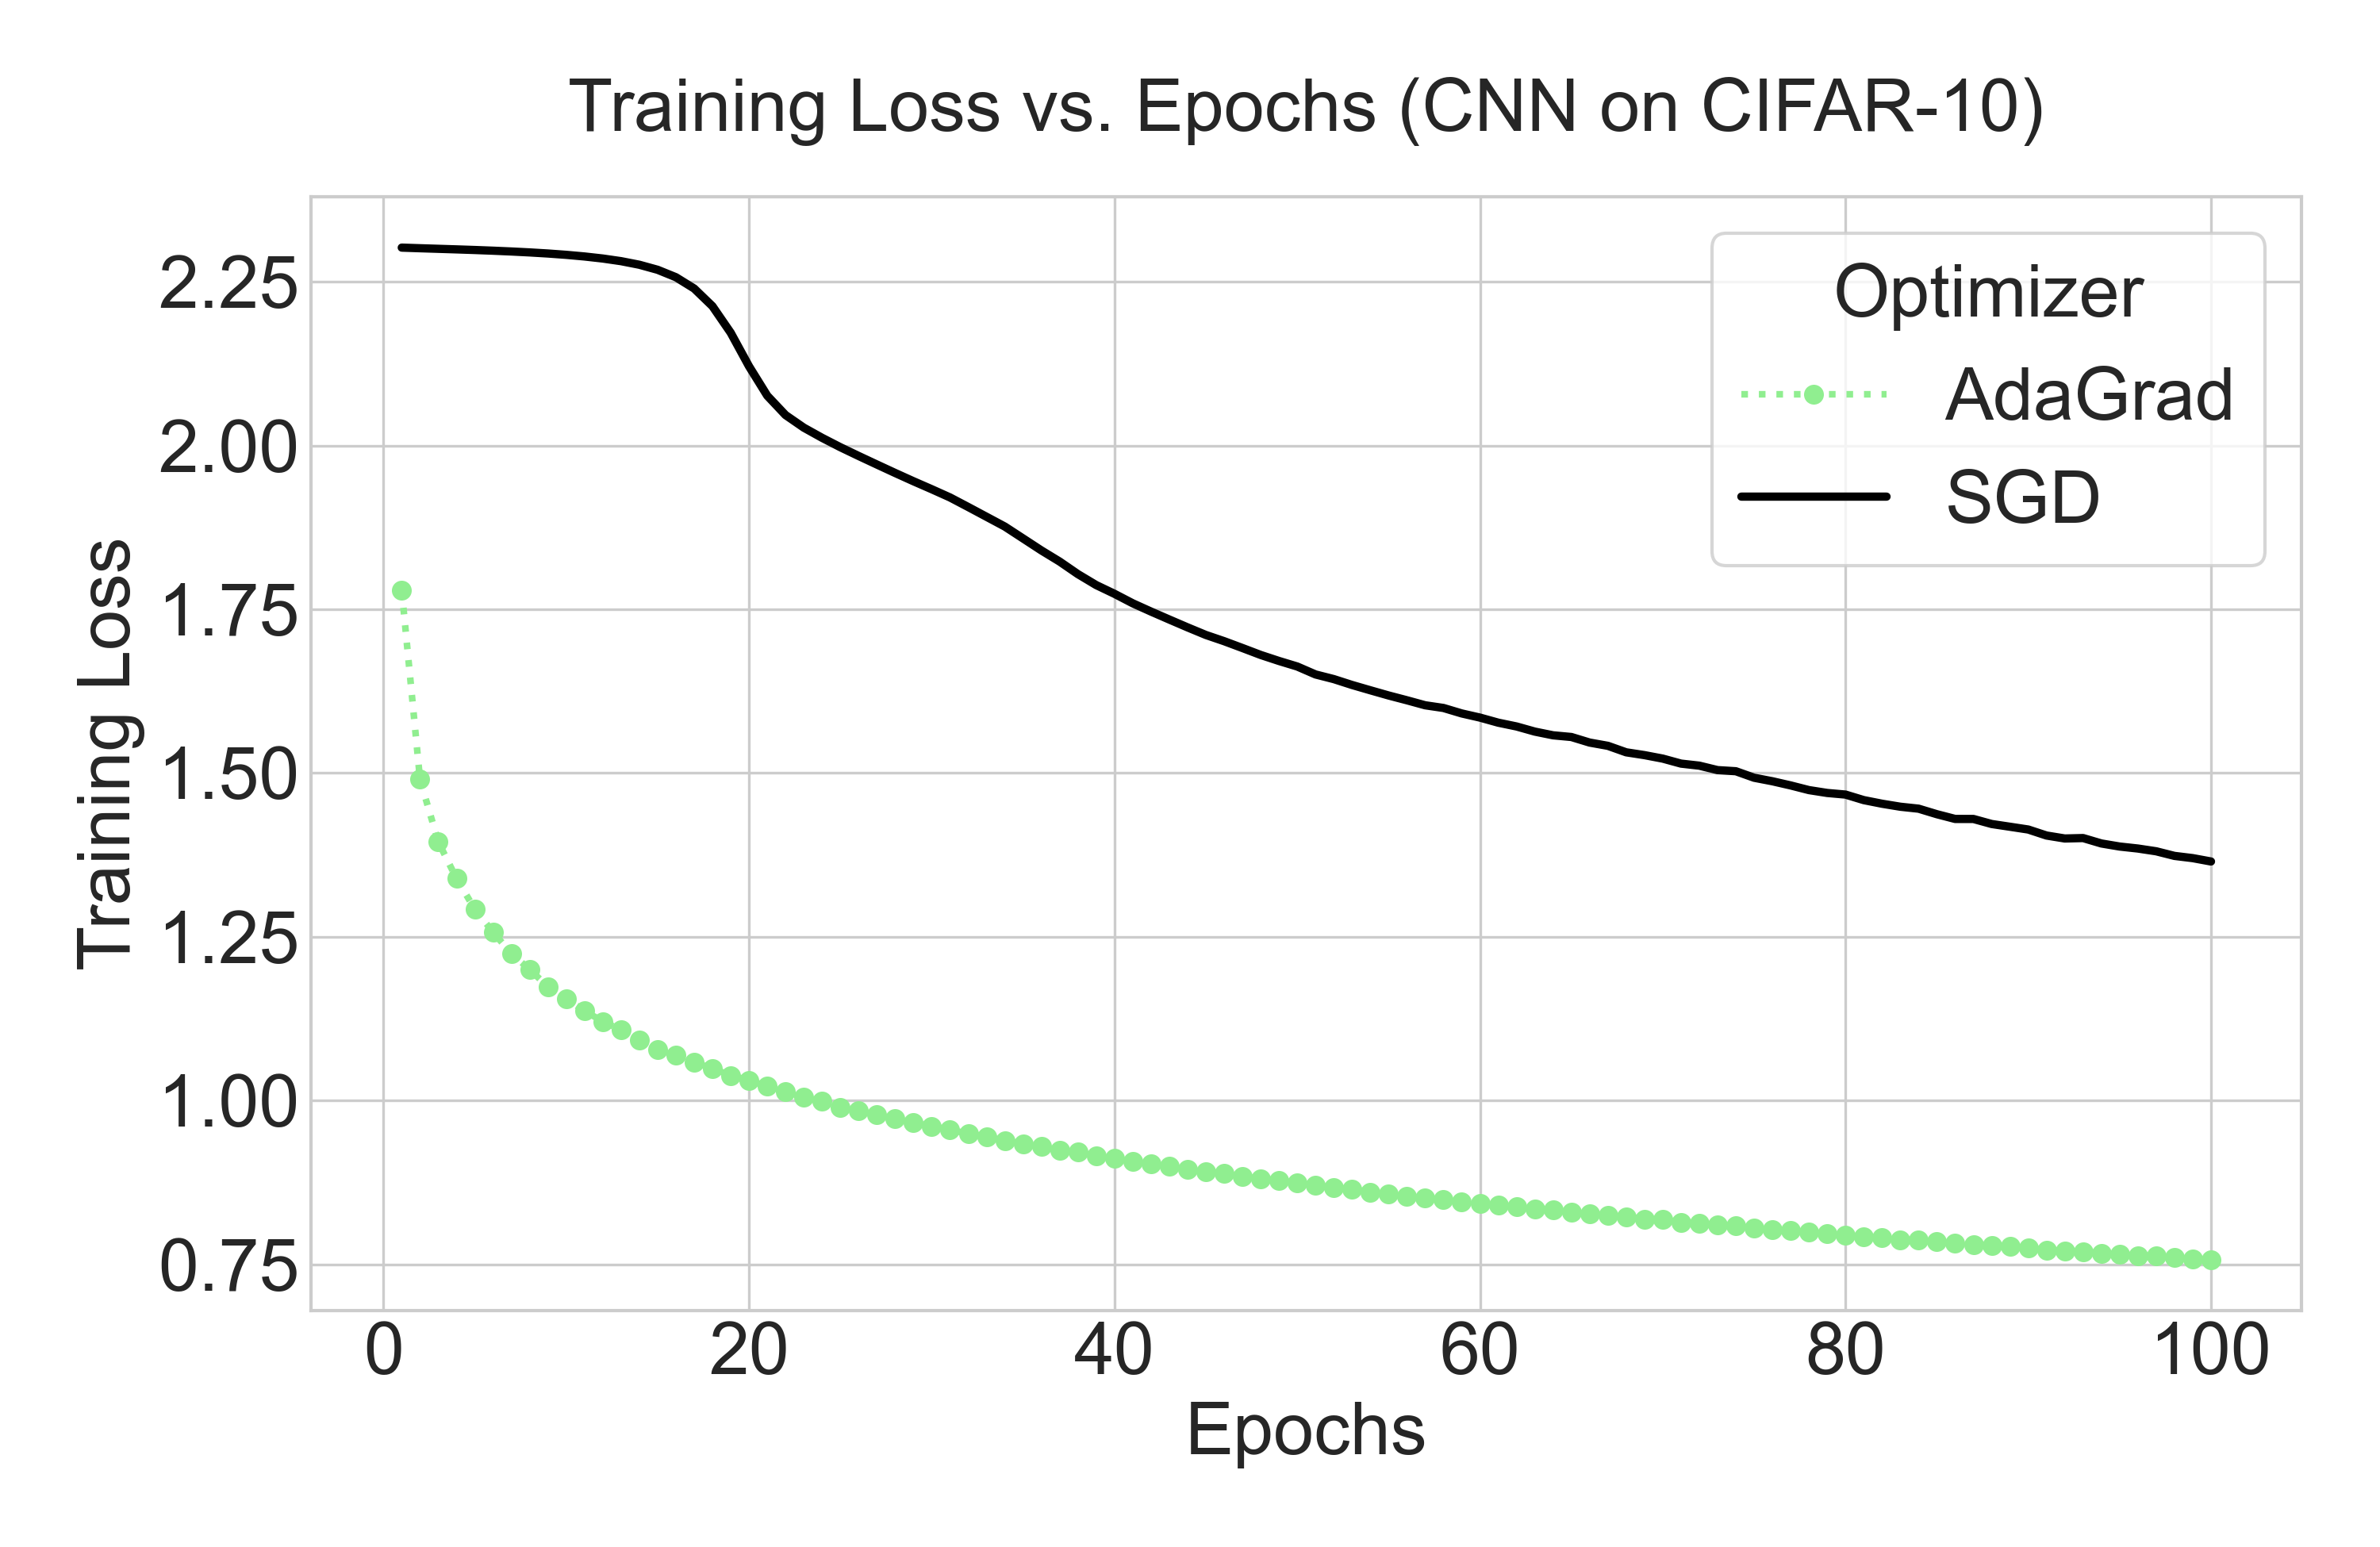 Training Loss vs. Epochs (CNN on CIFAR-10)
Optimizer
AdaGrad
SGD
Training Loss
2.25
2.00
1.75
1.50
1.25
1.00
0.75
0 20 40 60 80 100
Epochs